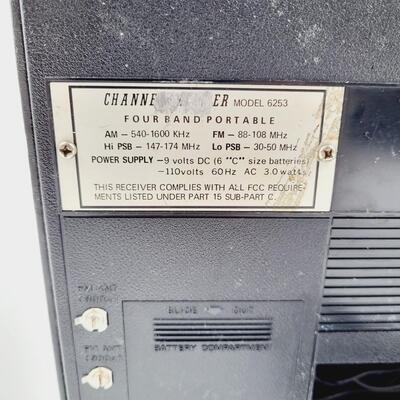 CHANNEL MASTER MODEL 6253
FOUR BAND PORTABLE
AM – 540-1600 KHz FM – 88-108 MHz
Hi PSB – 147-174 MHz Lo PSB – 30-50 MHz
POWER SUPPLY –9 volts DC (6 "C" size batteries)
–110volts 60Hz AC 3.0 watts
THIS RECEIVER COMPLIES WITH ALL FCC REQUIRE-
MENTS LISTED UNDER PART 15 SUB-PART C.
BATTERY COMPARTMENT